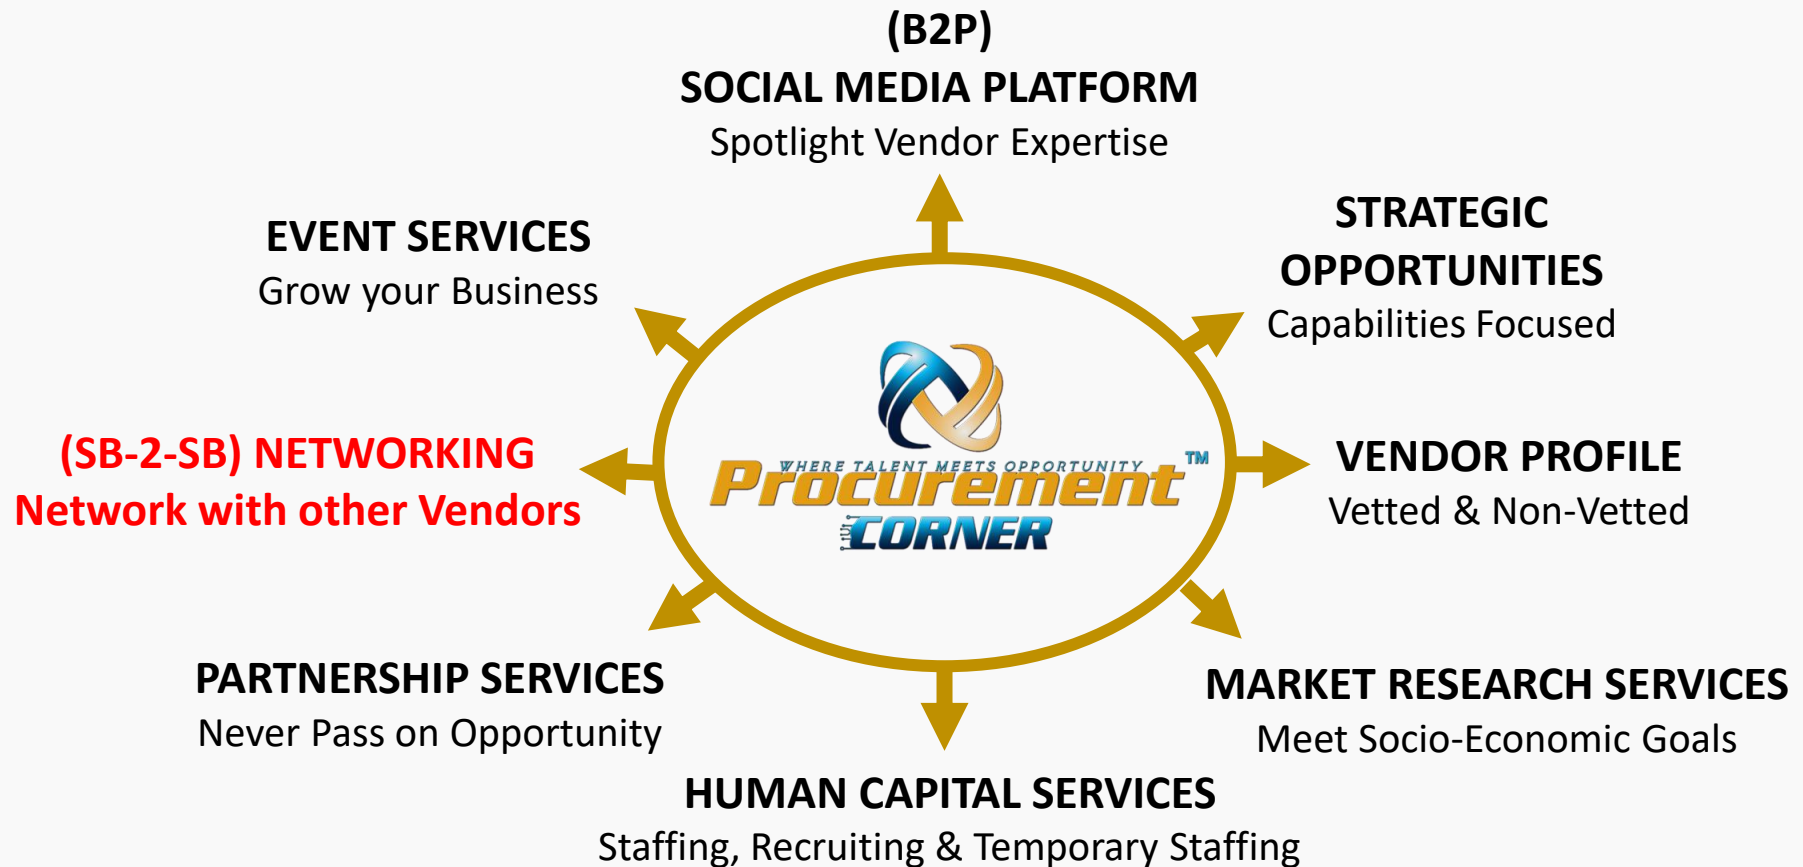 (B2P)
SOCIAL MEDIA PLATFORM
Spotlight Vendor Expertise
STRATEGIC
OPPORTUNITIES
Capabilities Focused
VENDOR PROFILE
Vetted & Non-Vetted
MARKET RESEARCH SERVICES
Meet Socio-Economic Goals
HUMAN CAPITAL SERVICES
Staffing, Recruiting & Temporary Staffing
PARTNERSHIP SERVICES
Never Pass on Opportunity
(SB-2-SB) NETWORKING
Network with other Vendors
EVENT SERVICES
Grow your Business
WHERE TALENT MEETS OPPORTUNITY
Procurement™
CORNER